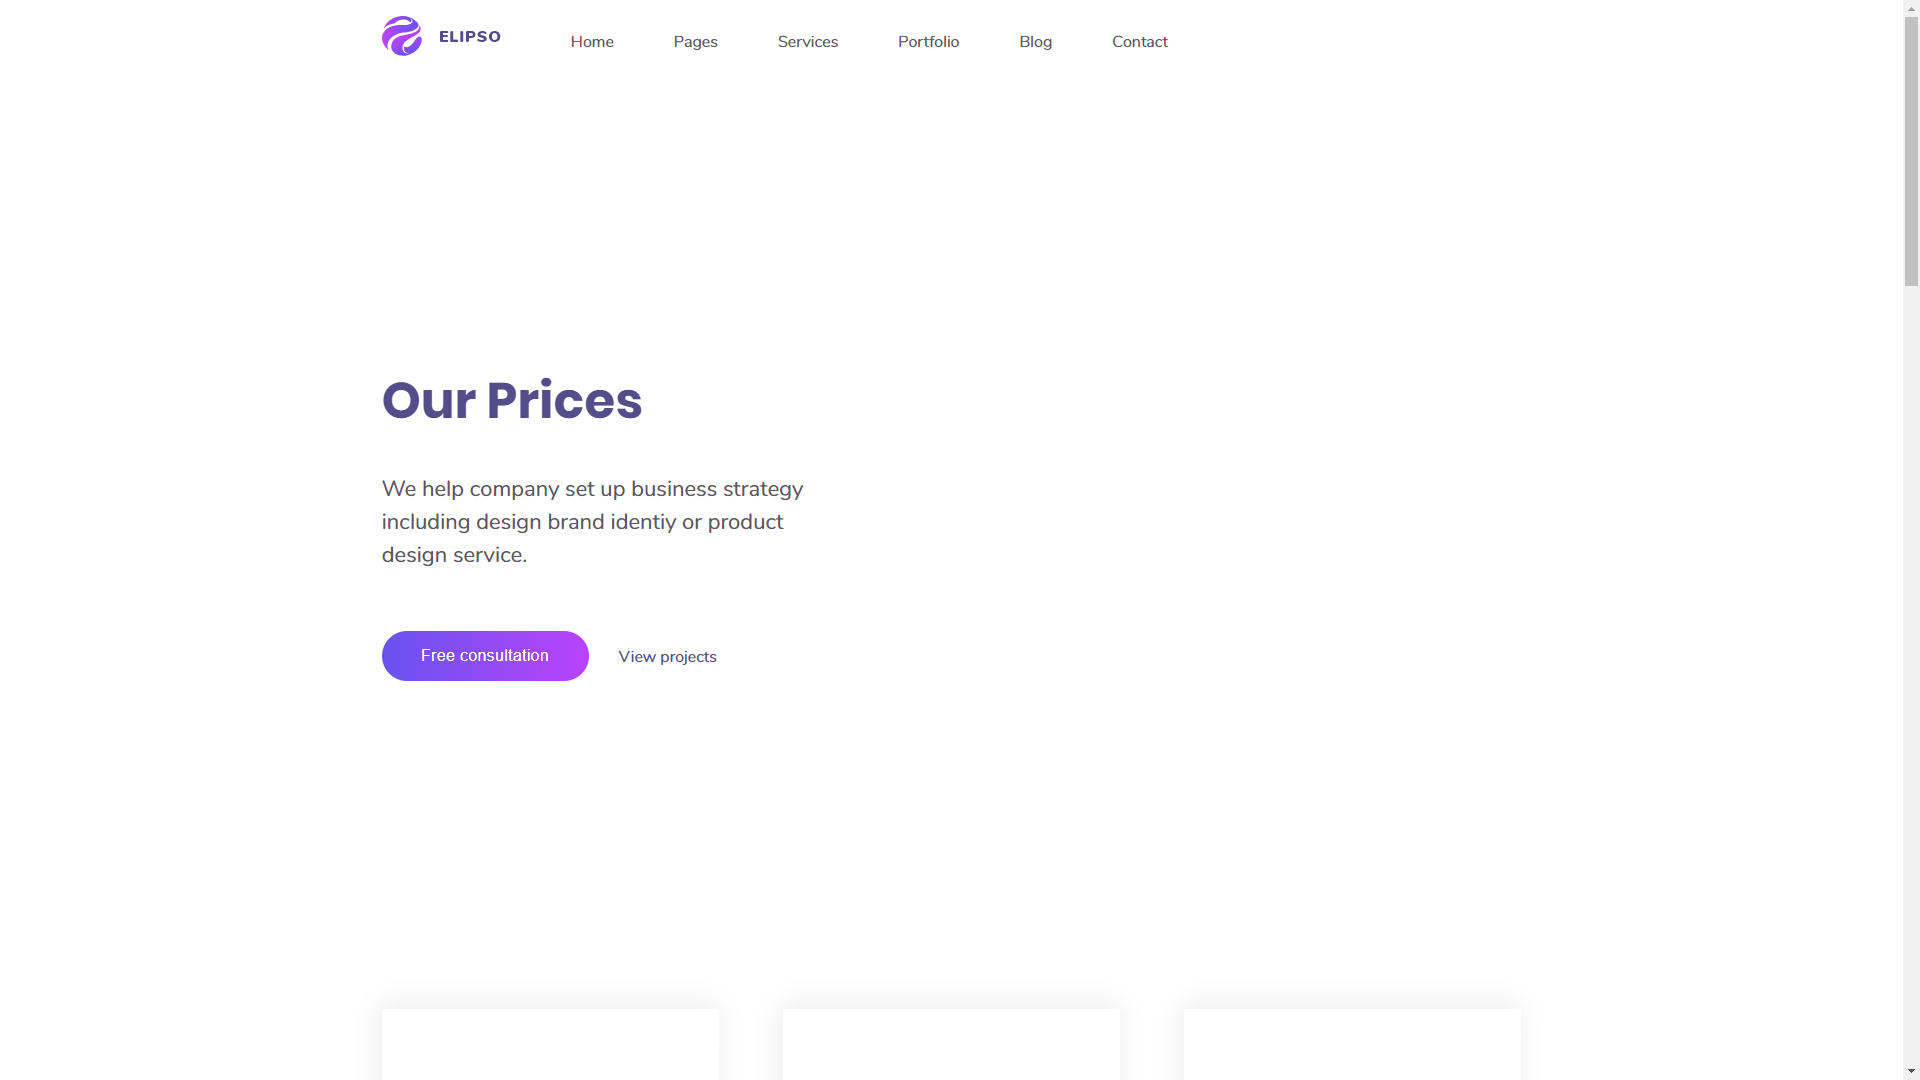 ELIPSO
Home
Pages
Services
Portfolio
Blog
Contact
Our Prices
We help company set up business strategy
including design brand identiy or product
design service.
Free consultation
View projects